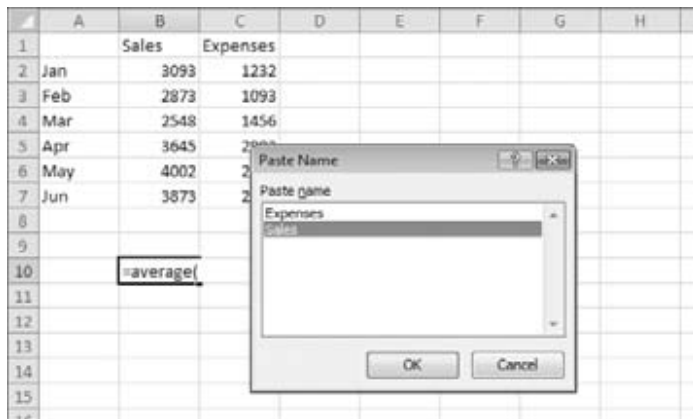 A B C D E F G H
1 Sales Expenses
2 Jan 3093 1232
3 Feb 2873 1093
4 Mar 2548 1456
5 Apr 3645
6 May 4002 2
7 Jun 3873 2
8
9
10 =average(
11
12
13
14
15
Paste Name
Paste name
Expenses
Sales
OK Cancel